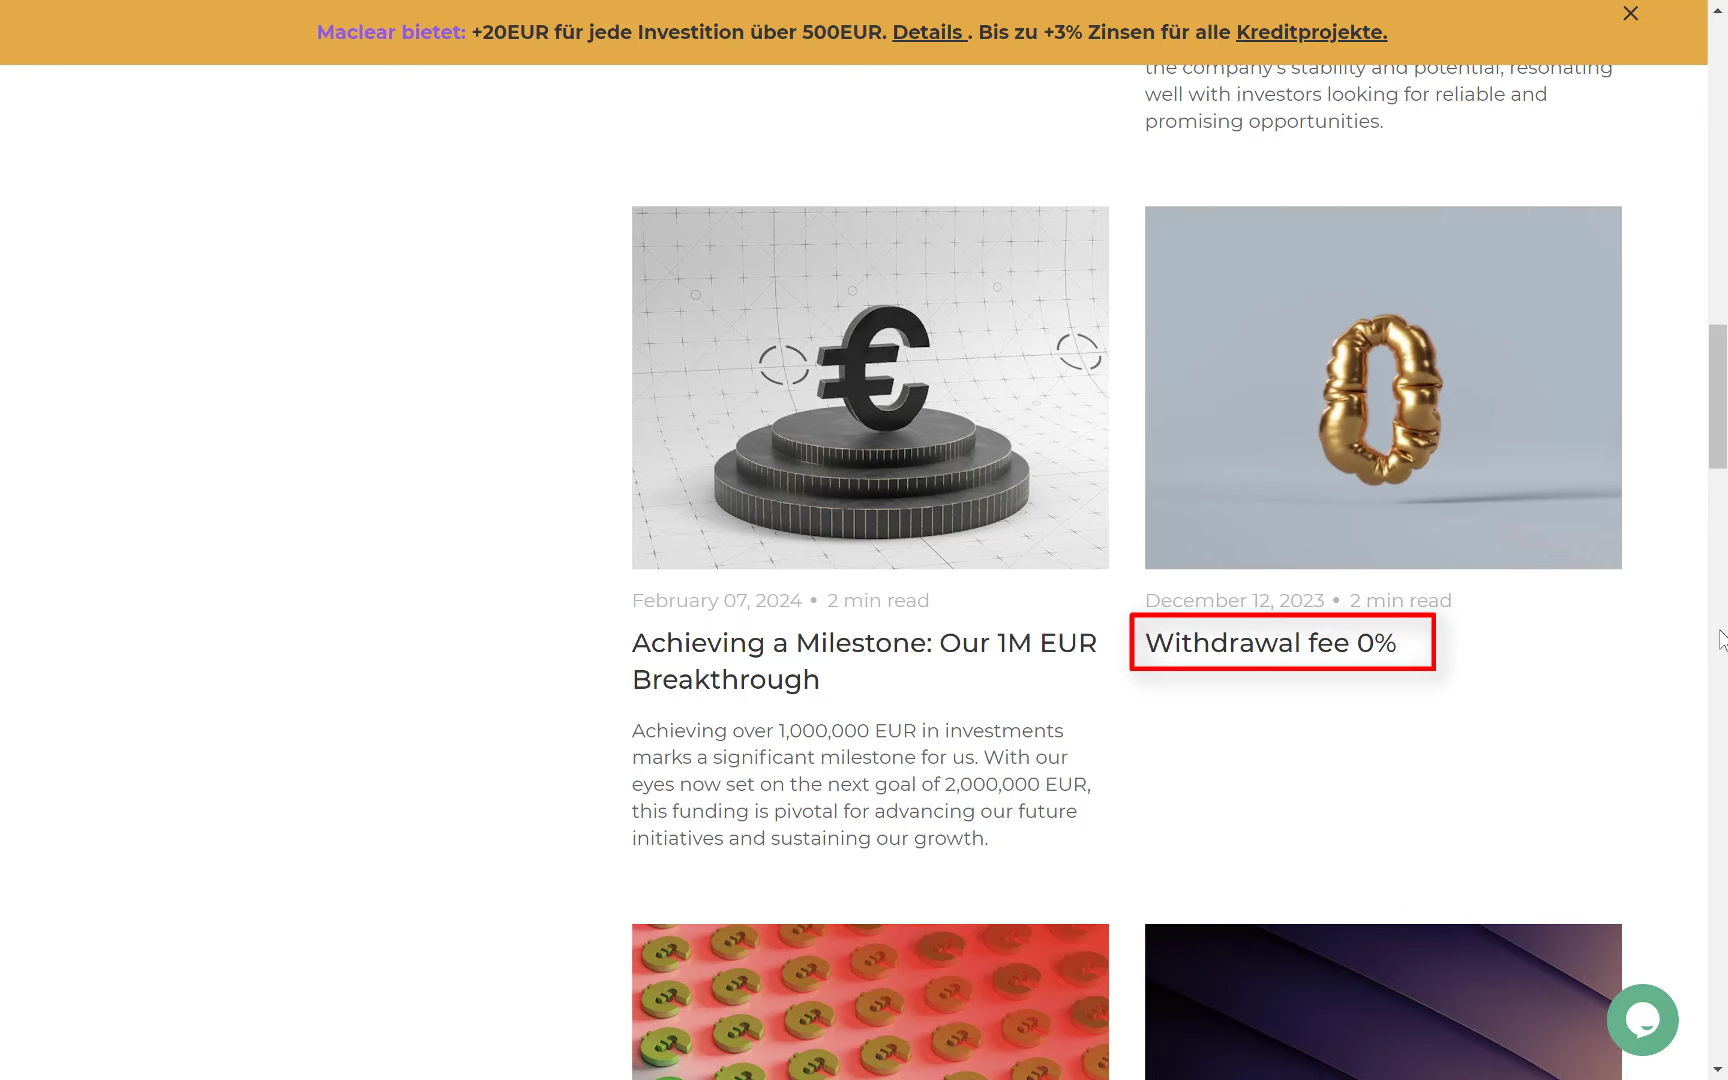 Maclear bietet: +20EUR für jede Investition über 500EUR. Details . Bis zu +3% Zinsen für alle Kreditprojekte.
the company's stability and potential, resonating
well with investors looking for reliable and
promising opportunities.
February 07, 2024 • 2 min read
Achieving a Milestone: Our 1M EUR
Breakthrough
Achieving over 1,000,000 EUR in investments
marks a significant milestone for us. With our
eyes now set on the next goal of 2,000,000 EUR,
this funding is pivotal for advancing our future
initiatives and sustaining our growth.
December 12, 2023 • 2 min read
Withdrawal fee 0%